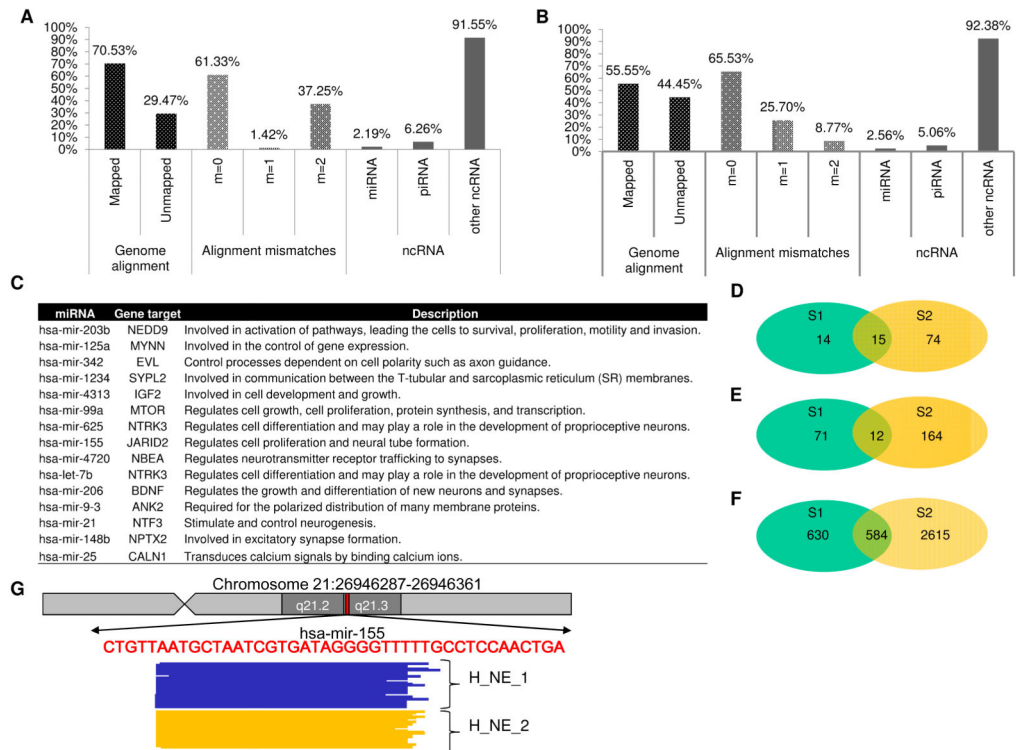 A
100%
90%
80%
70%
60%
50%
40%
30%
20%
10%
0%
70.53%
29.47%
61.33%
1.42%
37.25%
2.19%
6.26%
91.55%
Mapped
Unmapped
m=0
m=1
m=2
miRNA
piRNA
other ncRNA
Genome
alignment
Alignment mismatches
ncRNA
B
100%
90%
80%
70%
60%
50%
40%
30%
20%
10%
0%
55.55%
44.45%
65.53%
25.70%
8.77%
2.56%
5.06%
92.38%
Mapped
Unmapped
m=0
m=1
m=2
miRNA
piRNA
other ncRNA
Genome
alignment
Alignment mismatches
ncRNA
C
miRNA Gene target Description
hsa-mir-203b NEDD9 Involved in activation of pathways, leading the cells to survival, proliferation, motility and invasion.
hsa-mir-125a MYNN Involved in the control of gene expression.
hsa-mir-342 EVL Control processes dependent on cell polarity such as axon guidance.
hsa-mir-1234 SYPL2 Involved in communication between the T-tubular and sarcoplasmic reticulum (SR) membranes.
hsa-mir-4313 IGF2 Involved in cell development and growth.
hsa-mir-99a MTOR Regulates cell growth, cell proliferation, protein synthesis, and transcription.
hsa-mir-625 NTRK3 Regulates cell differentiation and may play a role in the development of proprioceptive neurons.
hsa-mir-155 JARID2 Regulates cell proliferation and neural tube formation.
hsa-mir-4720 NBEA Regulates neurotransmitter receptor trafficking to synapses.
hsa-let-7b NTRK3 Regulates cell differentiation and may play a role in the development of proprioceptive neurons.
hsa-mir-206 BDNF Regulates the growth and differentiation of new neurons and synapses.
hsa-mir-9-3 ANK2 Required for the polarized distribution of many membrane proteins.
hsa-mir-21 NTF3 Stimulate and control neurogenesis.
hsa-mir-148b NPTX2 Involved in excitatory synapse formation.
hsa-mir-25 CALN1 Transduces calcium signals by binding calcium ions.
D
S1 S2
14 15 74
E
S1 S2
71 12 164
F
S1 S2
630 584 2615
G
Chromosome 21:26946287-26946361
q21.2 q21.3
hsa-mir-155
CTGTTAATGCTAATCGTGATAGGGGTTTTTGCCTCCAACTGA
H_NE_1
H_NE_2